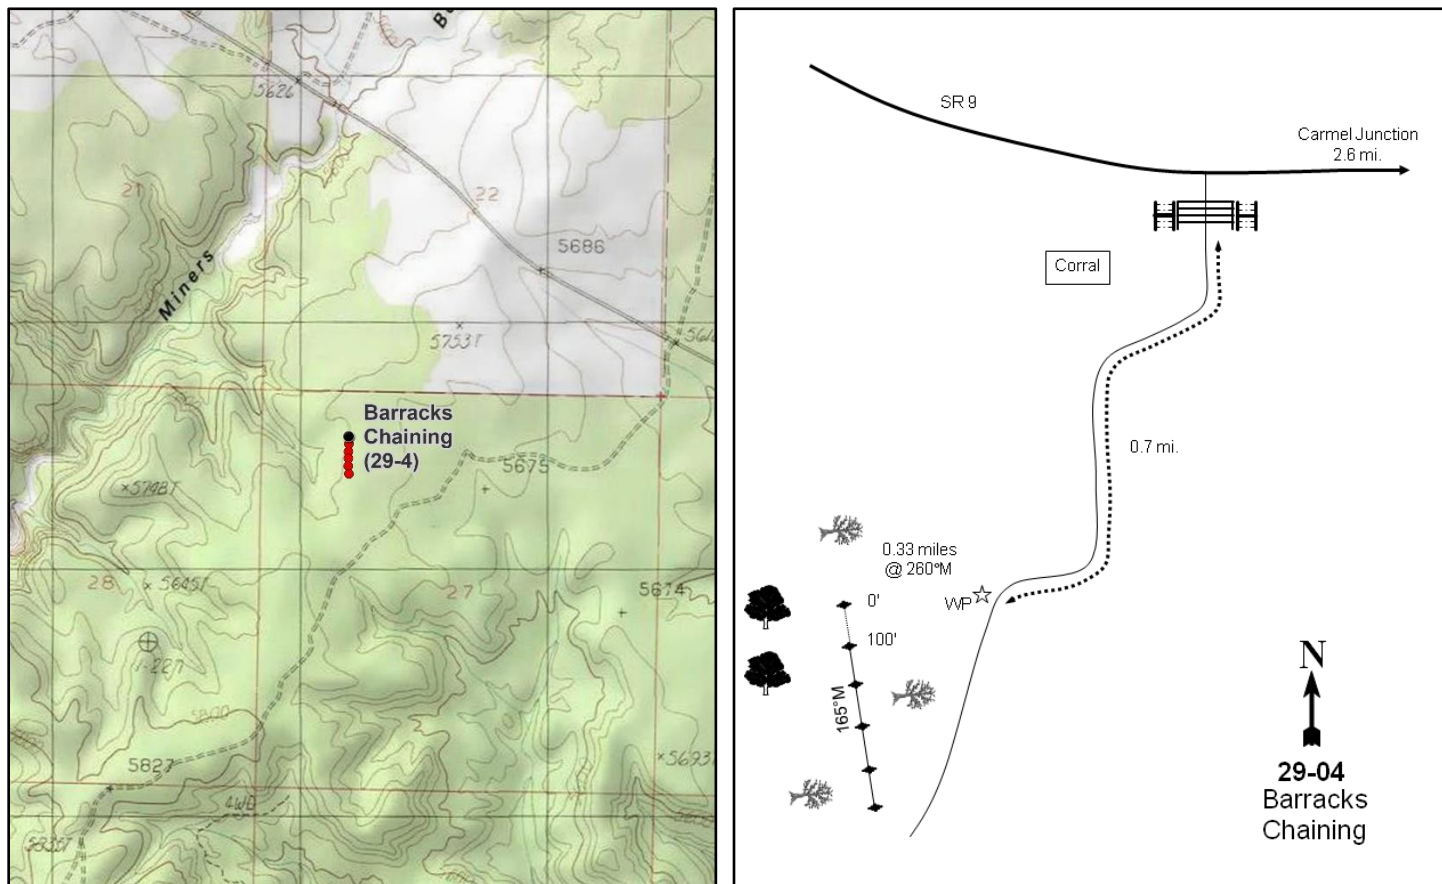 5626
21
22
5686
Miners
5753T
Barracks
Chaining
(29-4)
5675
5748T
28
5645T
27
5674
5800
5827
5693T
4WD
SR 9
Carmel Junction
2.6 mi.
Corral
0.7 mi.
0.33 miles
@ 260°M
WP
0'
100'
165°M
N
29-04
Barracks
Chaining